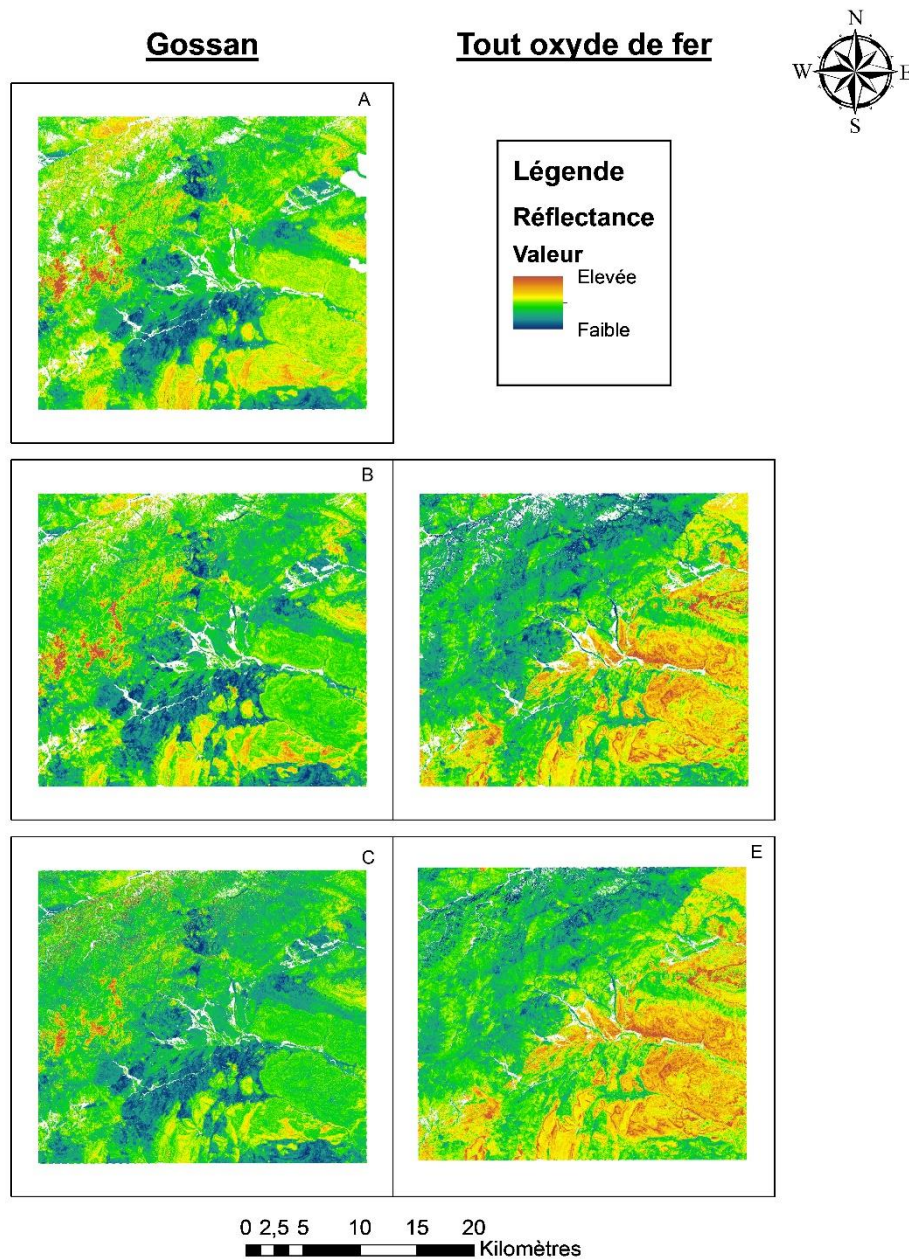 Gossan
Tout oxyde de fer
N
W E
S
A
Légende
Réflectance
Valeur
Elevée
Faible
B
C
E
0 2,5 5 10 15 20
Kilomètres